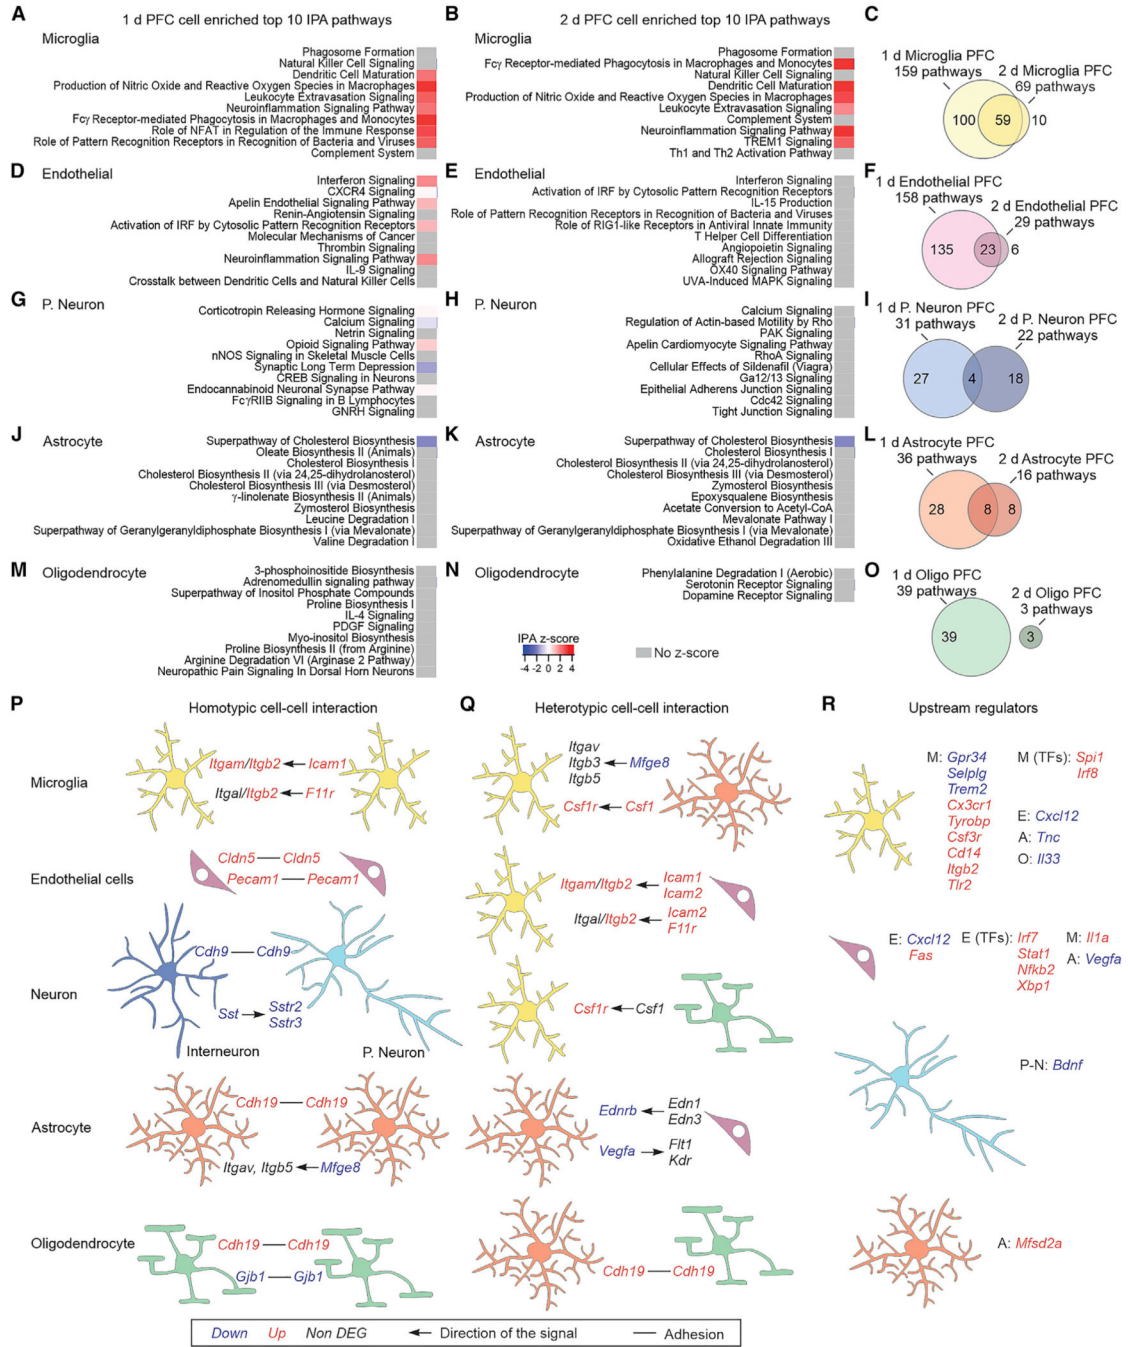 A 1 d PFC cell enriched top 10 IPA pathways
Microglia
Phagosome Formation
Natural Killer Cell Signaling
Dendritic Cell Maturation
Production of Nitric Oxide and Reactive Oxygen Species in Macrophages
Leukocyte Extravasation Signaling
Neuroinflammation Signaling Pathway
Fcγ Receptor-mediated Phagocytosis in Macrophages and Monocytes
Role of NFAT in Regulation of the Immune Response
Role of Pattern Recognition Receptors in Recognition of Bacteria and Viruses
Complement System
B 2 d PFC cell enriched top 10 IPA pathways
Microglia
Phagosome Formation
Fcγ Receptor-mediated Phagocytosis in Macrophages and Monocytes
Natural Killer Cell Signaling
Dendritic Cell Maturation
Production of Nitric Oxide and Reactive Oxygen Species in Macrophages
Leukocyte Extravasation Signaling
Complement System
Neuroinflammation Signaling Pathway
TREM1 Signaling
Th1 and Th2 Activation Pathway
C
1 d Microglia PFC
159 pathways
2 d Microglia PFC
69 pathways
100 59 10
D Endothelial
Interferon Signaling
CXCR4 Signaling
Apelin Endothelial Signaling Pathway
Renin-Angiotensin Signaling
Activation of IRF by Cytosolic Pattern Recognition Receptors
Molecular Mechanisms of Cancer
Thrombin Signaling
Neuroinflammation Signaling Pathway
IL-9 Signaling
Crosstalk between Dendritic Cells and Natural Killer Cells
E Endothelial
Interferon Signaling
Activation of IRF by Cytosolic Pattern Recognition Receptors
IL-15 Production
Role of Pattern Recognition Receptors in Recognition of Bacteria and Viruses
Role of RIG1-like Receptors in Antiviral Innate Immunity
T Helper Cell Differentiation
Angiopoietin Signaling
Allograft Rejection Signaling
OX40 Signaling Pathway
UVA-Induced MAPK Signaling
F
1 d Endothelial PFC
158 pathways
2 d Endothelial PFC
29 pathways
135 23 6
G P. Neuron
Corticotropin Releasing Hormone Signaling
Calcium Signaling
Netrin Signaling
Opioid Signaling Pathway
nNOS Signaling in Skeletal Muscle Cells
Synaptic Long Term Depression
CREB Signaling in Neurons
Endocannabinoid Neuronal Synapse Pathway
FcγRIIB Signaling in B Lymphocytes
GNRH Signaling
H P. Neuron
Calcium Signaling
Regulation of Actin-based Motility by Rho
PAK Signaling
Apelin Cardiomyocyte Signaling Pathway
RhoA Signaling
Cellular Effects of Sildenafil (Viagra)
Ga12/13 Signaling
Epithelial Adherens Junction Signaling
Cdc42 Signaling
Tight Junction Signaling
I
1 d P. Neuron PFC
31 pathways
2 d P. Neuron PFC
22 pathways
27 4 18
J Astrocyte
Superpathway of Cholesterol Biosynthesis
Oleate Biosynthesis II (Animals)
Cholesterol Biosynthesis I
Cholesterol Biosynthesis II (via 24,25-dihydrolanosterol)
Cholesterol Biosynthesis III (via Desmosterol)
γ-linolenate Biosynthesis II (Animals)
Zymosterol Biosynthesis
Leucine Degradation I
Superpathway of Geranylgeranyldiphosphate Biosynthesis I (via Mevalonate)
Valine Degradation I
K Astrocyte
Superpathway of Cholesterol Biosynthesis
Cholesterol Biosynthesis I
Cholesterol Biosynthesis II (via 24,25-dihydrolanosterol)
Cholesterol Biosynthesis III (via Desmosterol)
Zymosterol Biosynthesis
Epoxysqualene Biosynthesis
Acetate Conversion to Acetyl-CoA
Mevalonate Pathway I
Superpathway of Geranylgeranyldiphosphate Biosynthesis I (via Mevalonate)
Oxidative Ethanol Degradation III
L
1 d Astrocyte PFC
36 pathways
2 d Astrocyte PFC
16 pathways
28 8 8
M Oligodendrocyte
3-phosphoinositide Biosynthesis
Adrenomedullin signaling pathway
Superpathway of Inositol Phosphate Compounds
Proline Biosynthesis I
IL-4 Signaling
PDGF Signaling
Myo-inositol Biosynthesis
Proline Biosynthesis II (from Arginine)
Arginine Degradation VI (Arginase 2 Pathway)
Neuropathic Pain Signaling In Dorsal Horn Neurons
N Oligodendrocyte
Phenylalanine Degradation I (Aerobic)
Serotonin Receptor Signaling
Dopamine Receptor Signaling
IPA z-score
-4 -2 0 2 4
No z-score
O
1 d Oligo PFC
39 pathways
2 d Oligo PFC
3 pathways
39 3
P Homotypic cell-cell interaction
Microglia
Itgam/Itgb2 Icam1
Itgal/Itgb2 F11r
Endothelial cells
Cldn5 Cldn5
Pecam1 Pecam1
Neuron
Cdh9 Cdh9
Sst Sstr2
Sstr3
Interneuron P. Neuron
Astrocyte
Cdh19 Cdh19
Itgav, Itgb5 Mfge8
Oligodendrocyte
Cdh19 Cdh19
Gjb1 Gjb1
Q Heterotypic cell-cell interaction
Itgav
Itgb3 Mfge8
Itgb5
Csf1r Csf1
Itgam/Itgb2 Icam1
Icam2
Itgal/Itgb2 Icam2
F11r
Csf1r Csf1
Ednrb Edn1
Edn3
Vegfa Flt1
Kdr
Cdh19 Cdh19
R Upstream regulators
M: Gpr34
Selplg
Trem2
Cx3cr1
Tyrobp
Csf3r
Cd14
Itgb2
Tlr2
M (TFs): Spi1
Irf8
E: Cxcl12
A: Tnc
O: Il33
E: Cxcl12
Fas
E (TFs): Irf7
Stat1
Nfkb2
Xbp1
M: Il1a
A: Vegfa
P-N: Bdnf
A: Mfsd2a
Down Up Non DEG Direction of the signal Adhesion